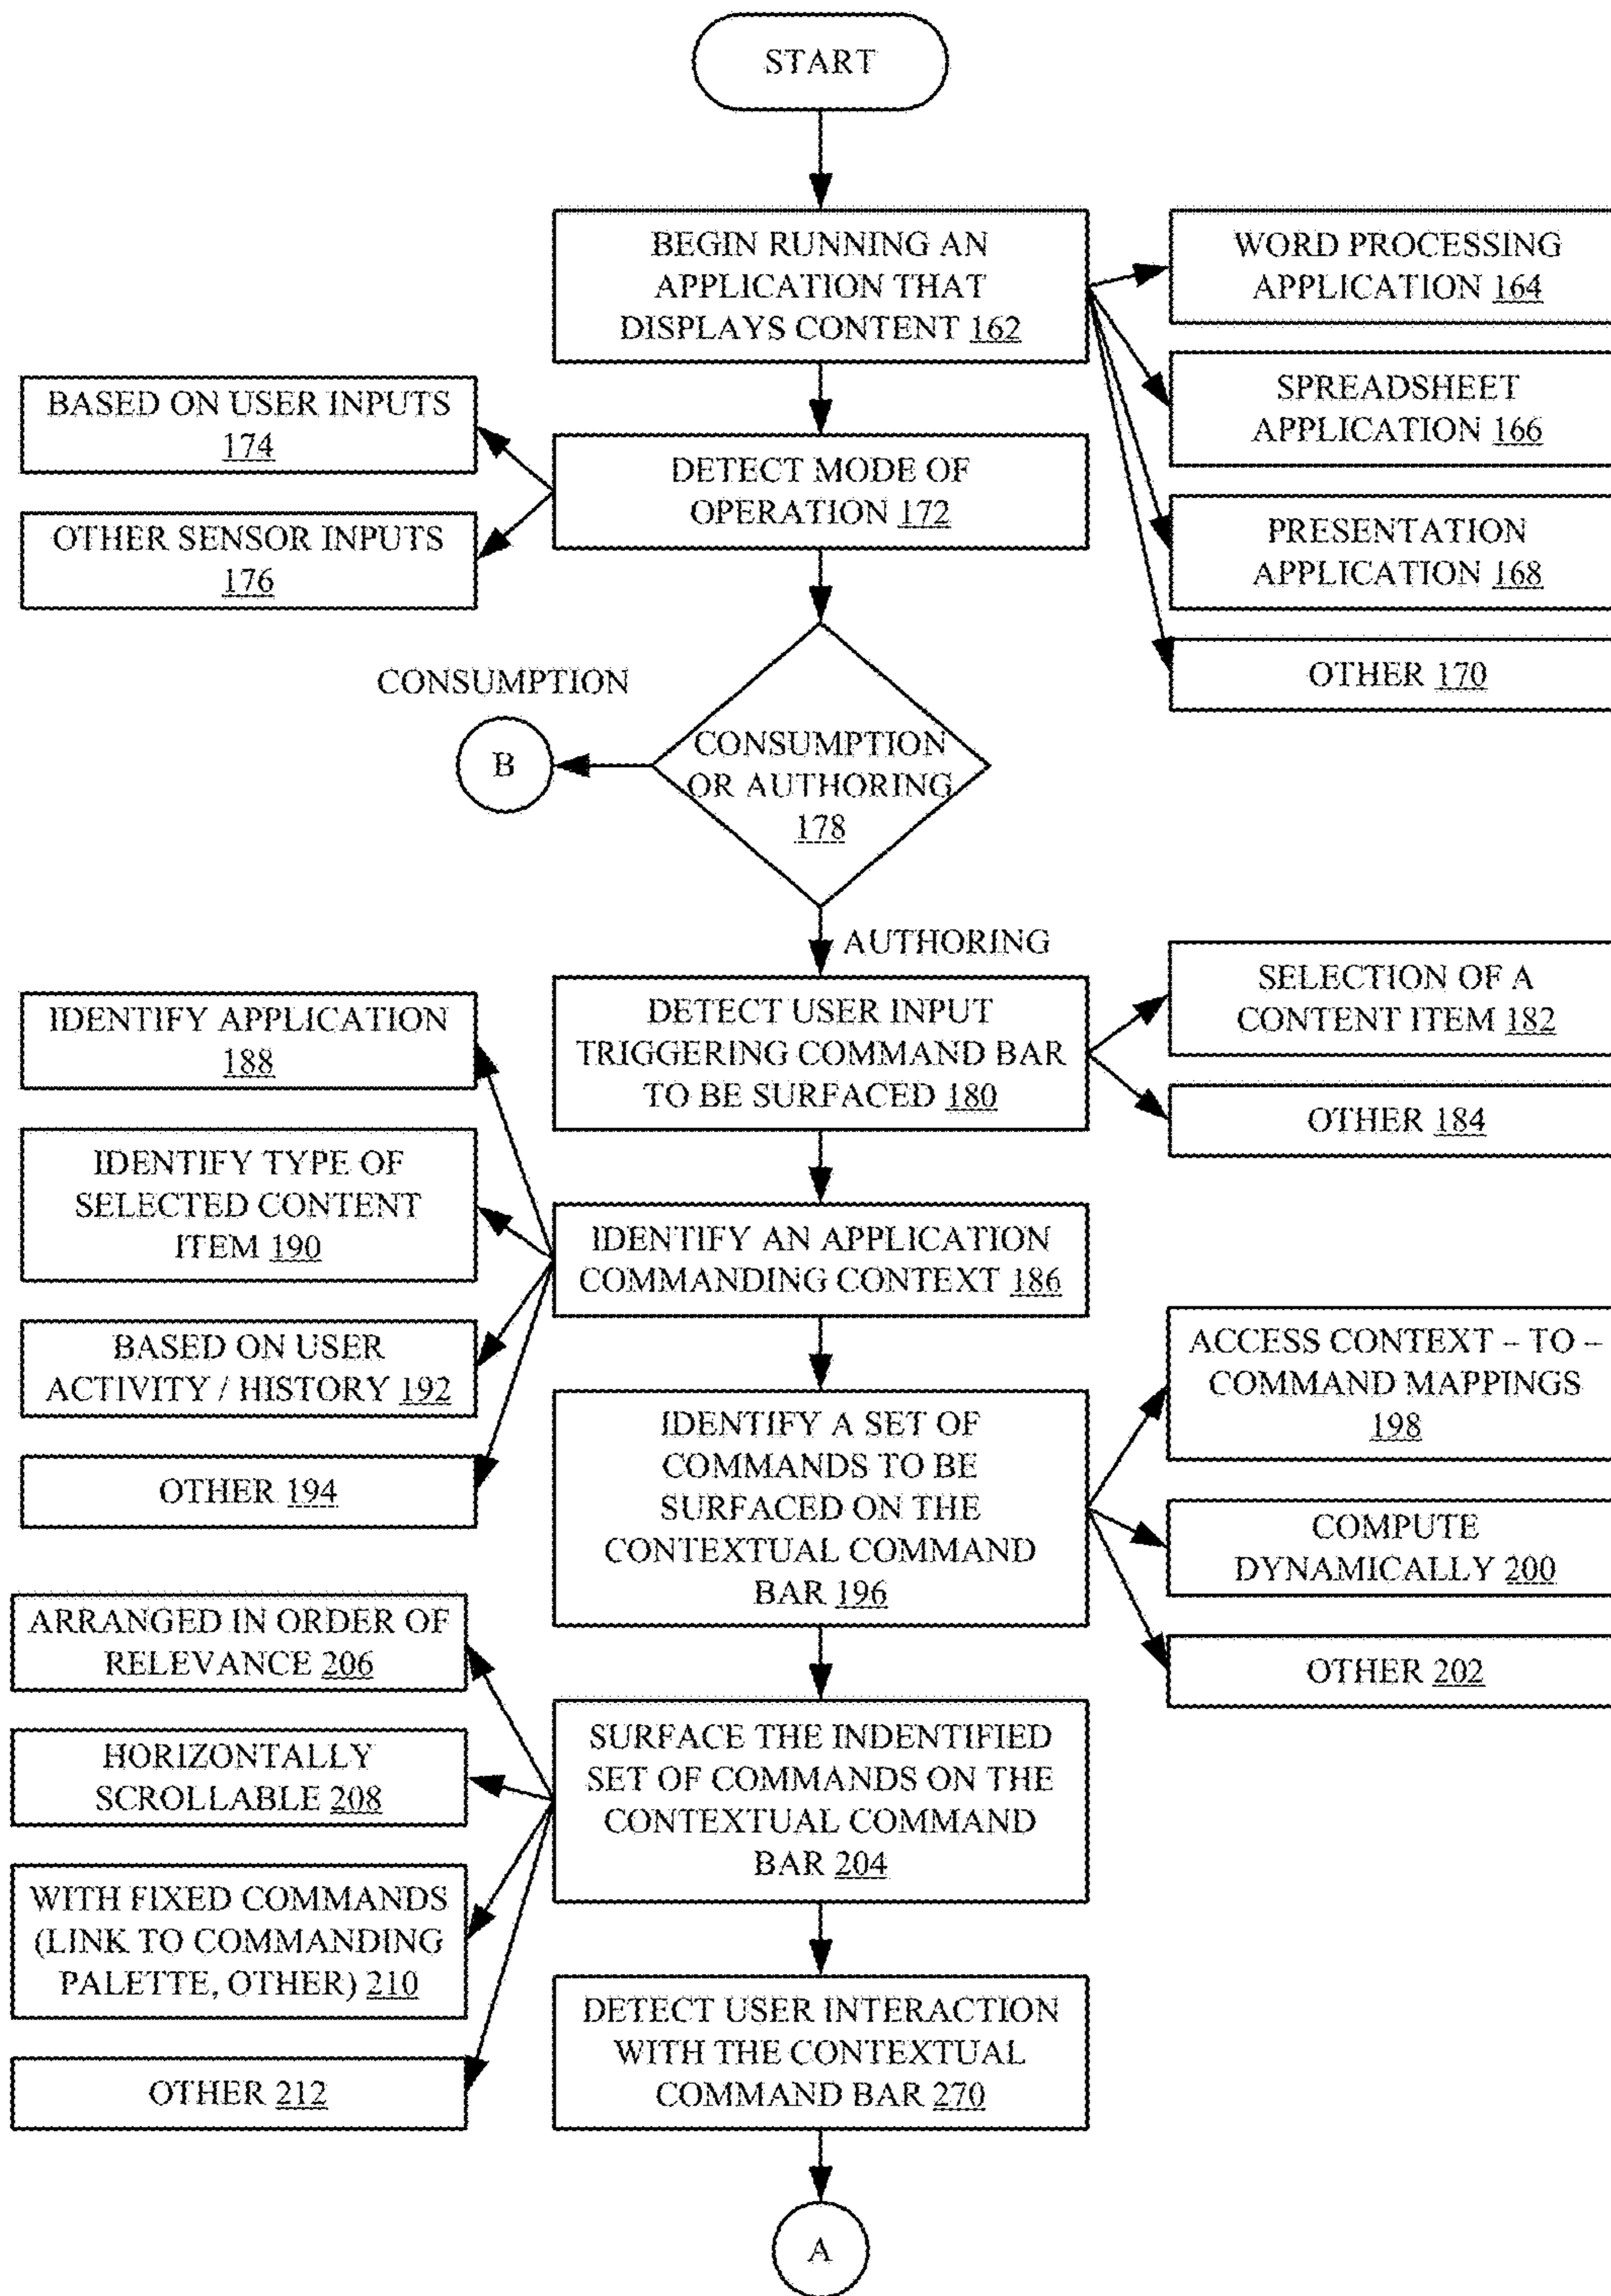 START
BEGIN RUNNING AN
APPLICATION THAT
DISPLAYS CONTENT 162
WORD PROCESSING
APPLICATION 164
SPREADSHEET
APPLICATION 166
PRESENTATION
APPLICATION 168
OTHER 170
BASED ON USER INPUTS
174
OTHER SENSOR INPUTS
176
DETECT MODE OF
OPERATION 172
CONSUMPTION
B
CONSUMPTION
OR AUTHORING
178
AUTHORING
DETECT USER INPUT
TRIGGERING COMMAND BAR
TO BE SURFACED 180
SELECTION OF A
CONTENT ITEM 182
OTHER 184
IDENTIFY APPLICATION
188
IDENTIFY TYPE OF
SELECTED CONTENT
ITEM 190
BASED ON USER
ACTIVITY / HISTORY 192
OTHER 194
IDENTIFY AN APPLICATION
COMMANDING CONTEXT 186
IDENTIFY A SET OF
COMMANDS TO BE
SURFACED ON THE
CONTEXTUAL COMMAND
BAR 196
ACCESS CONTEXT – TO –
COMMAND MAPPINGS
198
COMPUTE
DYNAMICALLY 200
OTHER 202
ARRANGED IN ORDER OF
RELEVANCE 206
HORIZONTALLY
SCROLLABLE 208
WITH FIXED COMMANDS
(LINK TO COMMANDING
PALETTE, OTHER) 210
OTHER 212
SURFACE THE INDENTIFIED
SET OF COMMANDS ON THE
CONTEXTUAL COMMAND
BAR 204
DETECT USER INTERACTION
WITH THE CONTEXTUAL
COMMAND BAR 270
A